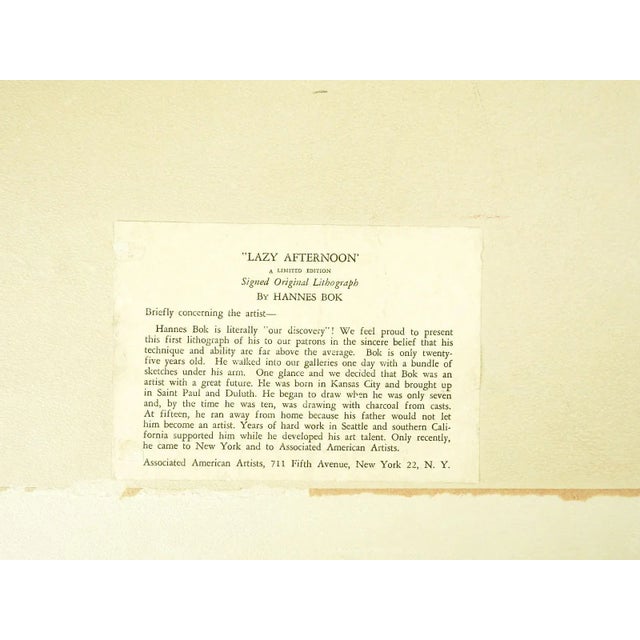 "LAZY AFTERNOON'
A LIMITED EDITION
Signed Original Lithograph
BY HANNES BOK
Briefly concerning the artist—
Hannes Bok is literally "our discovery"! We feel proud to present
this first lithograph of his to our patrons in the sincere belief that his
technique and ability are far above the average. Bok is only twenty-
five years old. He walked into our galleries one day with a bundle of
sketches under his arm. One glance and we decided that Bok was an
artist with a great future. He was born in Kansas City and brought up
in Saint Paul and Duluth. He began to draw when he was only seven
and, by the time he was ten, was drawing with charcoal from casts.
At fifteen, he ran away from home because his father would not let
him become an artist. Years of hard work in Seattle and southern Cali-
fornia supported him while he developed his art talent. Only recently,
he came to New York and to Associated American Artists.
Associated American Artists, 711 Fifth Avenue, New York 22, N. Y.